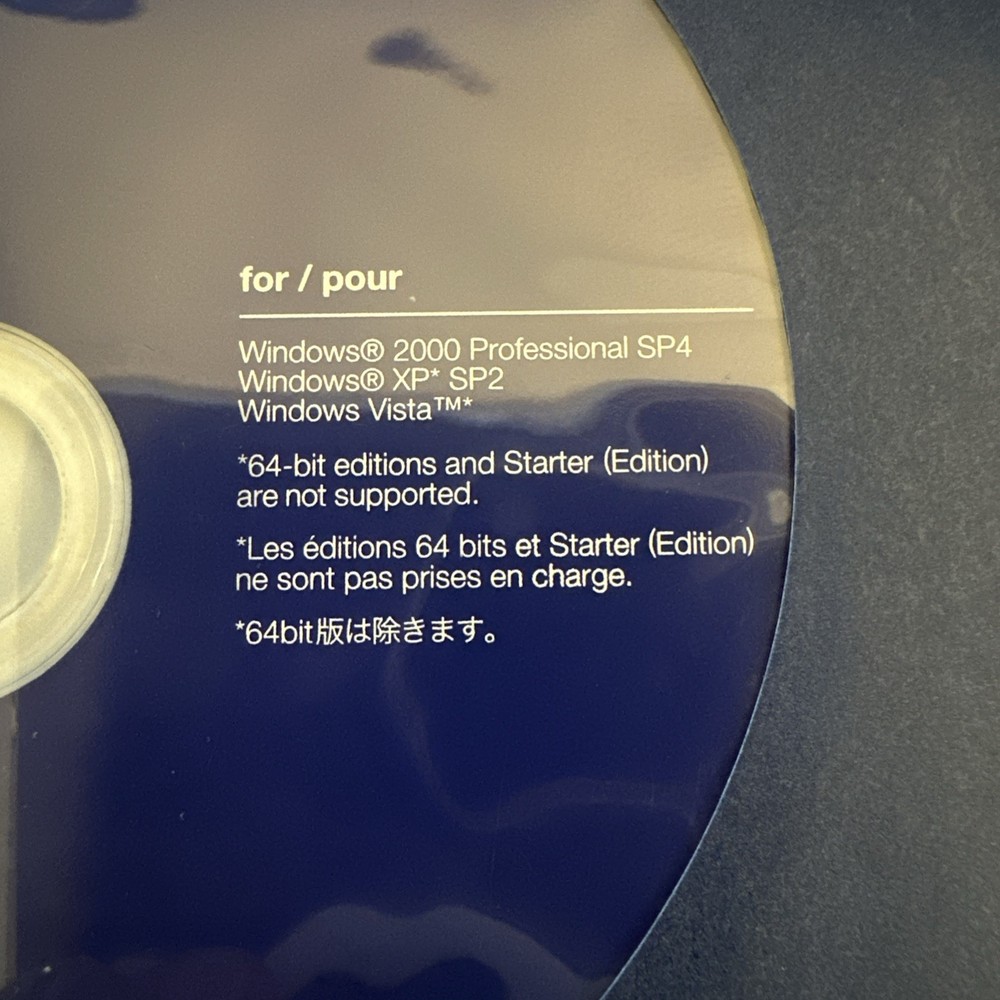 for / pour
Windows® 2000 Professional SP4
Windows® XP* SP2
Windows Vista™*
*64-bit editions and Starter (Edition)
are not supported.
*Les éditions 64 bits et Starter (Edition)
ne sont pas prises en charge.
*64bit版は除きます。